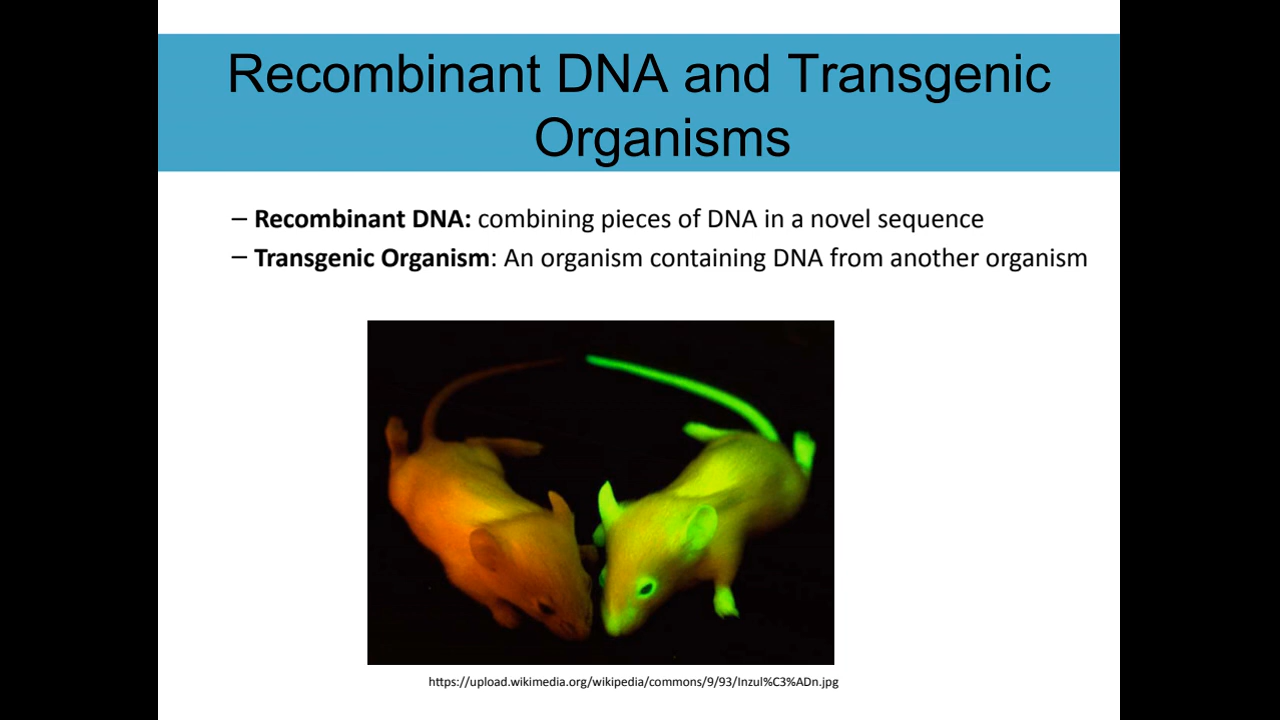 Recombinant DNA and Transgenic
Organisms
– Recombinant DNA: combining pieces of DNA in a novel sequence
– Transgenic Organism: An organism containing DNA from another organism
https://upload.wikimedia.org/wikipedia/commons/9/93/Inzul%C3%ADn.jpg